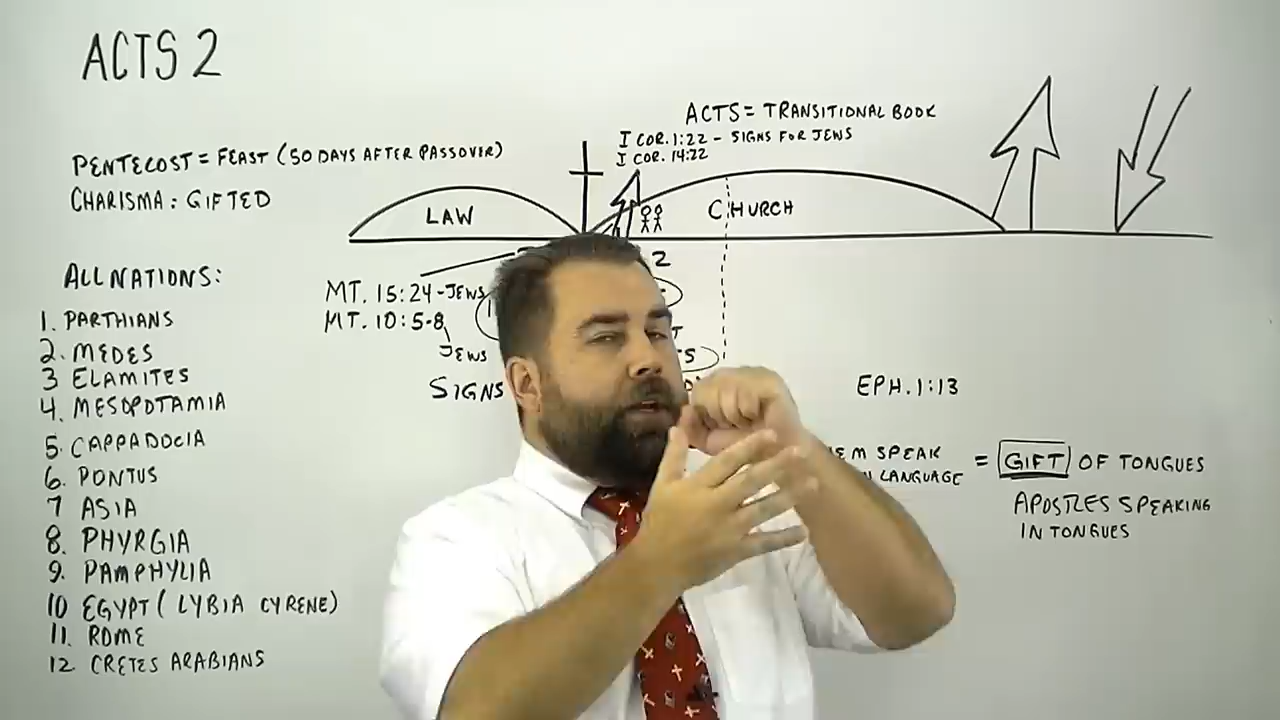 ACTS 2
ACTS = TRANSITIONAL BOOK
I COR. 1:22 - SIGNS FOR JEWS
I COR. 14:22
PENTECOST = FEAST (50 DAYS AFTER PASSOVER)
CHARISMA: GIFTED
LAW
CHURCH
2
ALL NATIONS:
1. PARTHIANS
2. MEDES
3 ELAMITES
4. MESOPOTAMIA
5. CAPPADOCIA
6. PONTUS
7 ASIA
8. PHYRGIA
9. PAMPHYLIA
10 EGYPT (LYBIA CYRENE)
11. ROME
12 CRETES ARABIANS
MT. 15:24 - JEWS
MT. 10:5-8
JEWS
SIGNS
EPH. 1:13
SPEAK
LANGUAGE
= GIFT OF TONGUES
APOSTLES SPEAKING
IN TONGUES